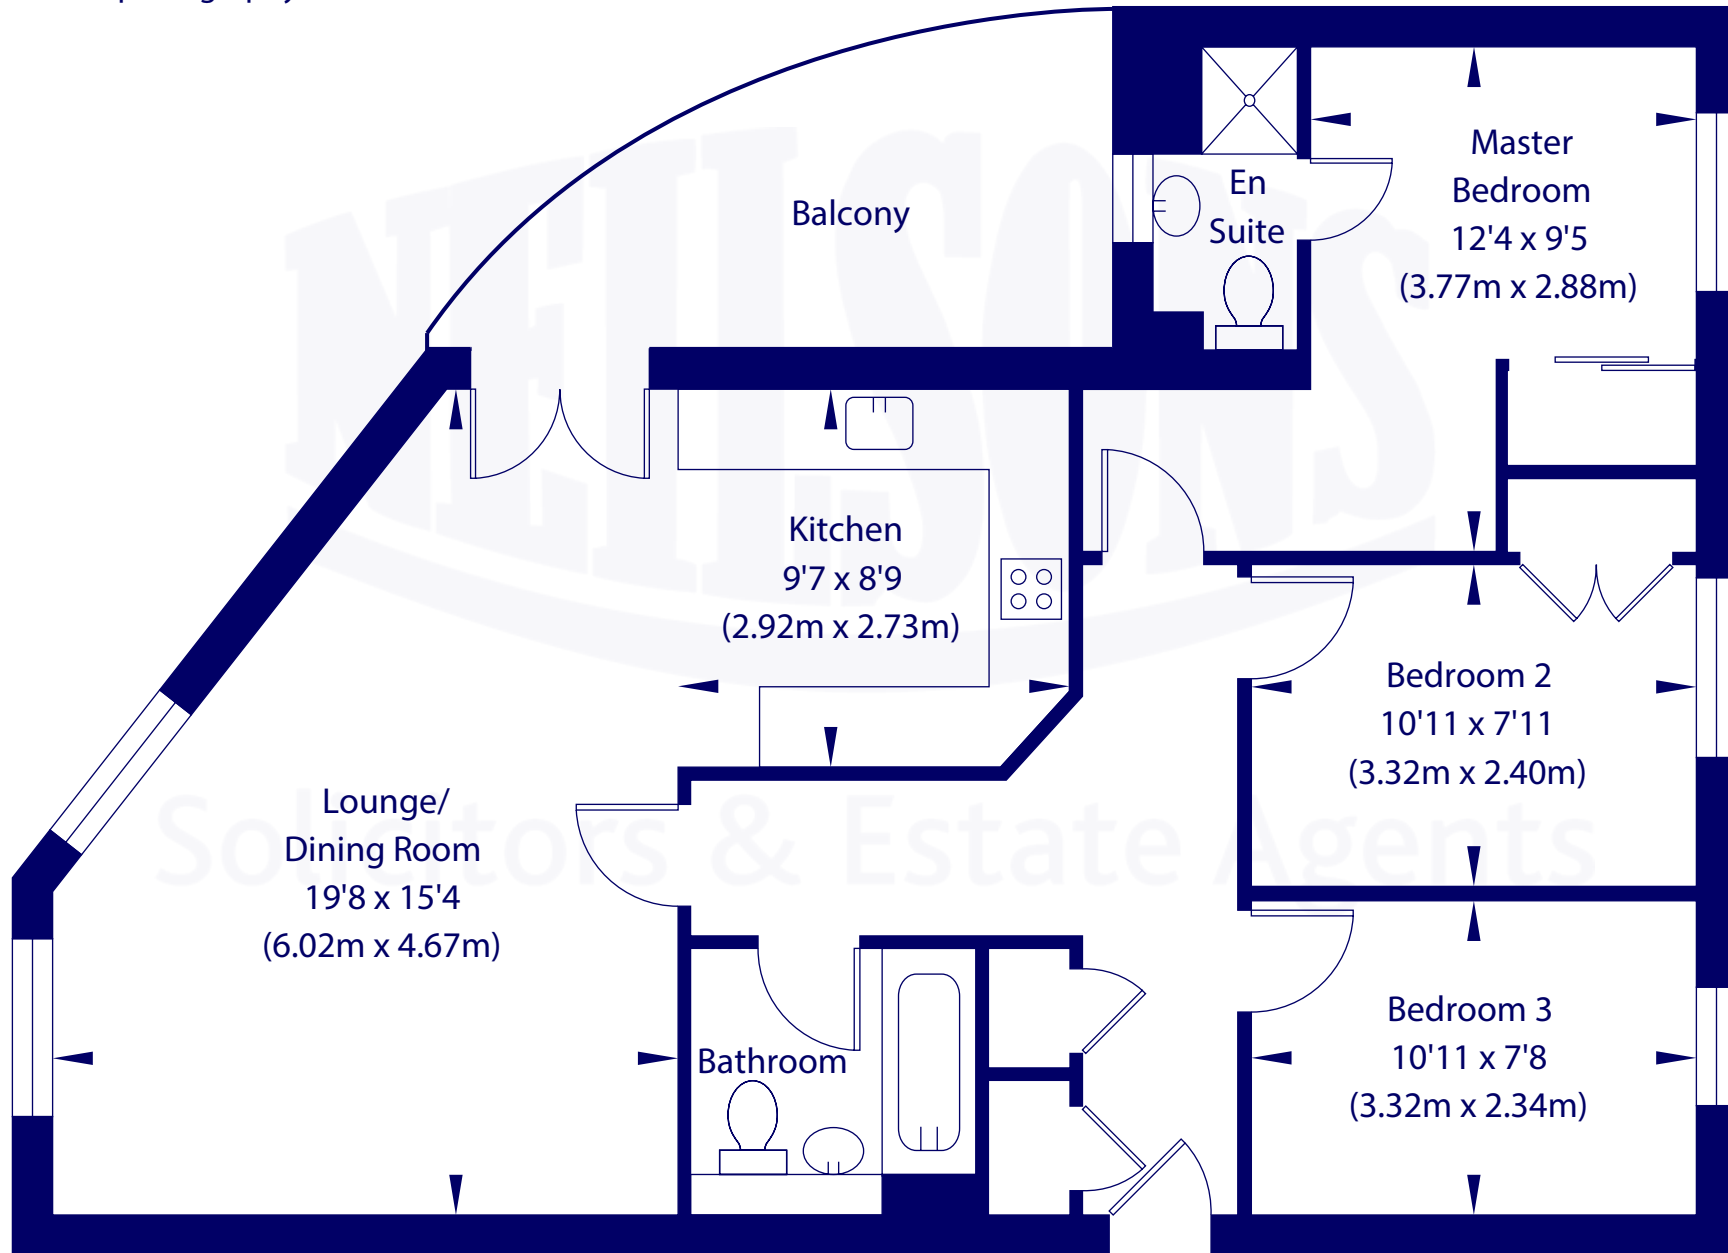 Balcony
En
Suite
Master
Bedroom
12'4 x 9'5
(3.77m x 2.88m)
Kitchen
9'7 x 8'9
(2.92m x 2.73m)
Bedroom 2
10'11 x 7'11
(3.32m x 2.40m)
Lounge/
Dining Room
19'8 x 15'4
(6.02m x 4.67m)
Bathroom
Bedroom 3
10'11 x 7'8
(3.32m x 2.34m)
NEILSONS
Solicitors & Estate Agents